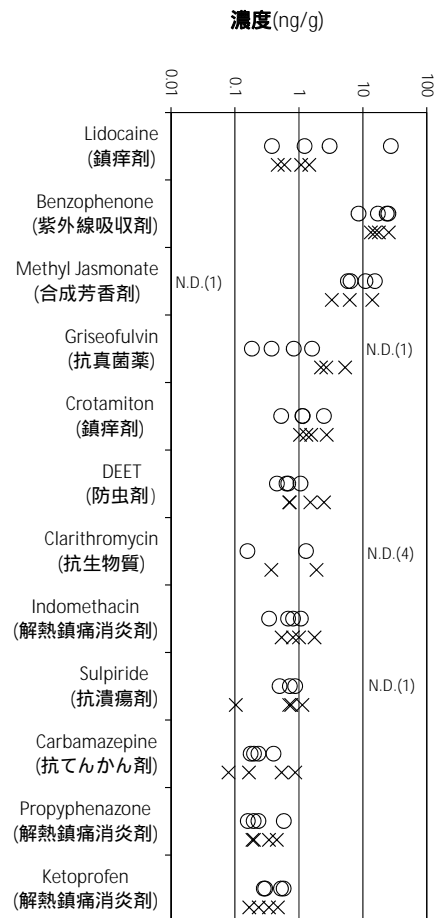 濃度(ng/g)
0.01
0.1
1
10
100
Lidocaine
(鎮痒剤)
Benzophenone
(紫外線吸収剤)
Methyl Jasmonate
(合成芳香剤)
N.D.(1)
Griseofulvin
(抗真菌薬)
N.D.(1)
Crotamiton
(鎮痒剤)
DEET
(防虫剤)
Clarithromycin
(抗生物質)
N.D.(4)
Indomethacin
(解熱鎮痛消炎剤)
Sulpiride
(抗潰瘍剤)
N.D.(1)
Carbamazepine
(抗てんかん剤)
Propyphenazone
(解熱鎮痛消炎剤)
Ketoprofen
(解熱鎮痛消炎剤)